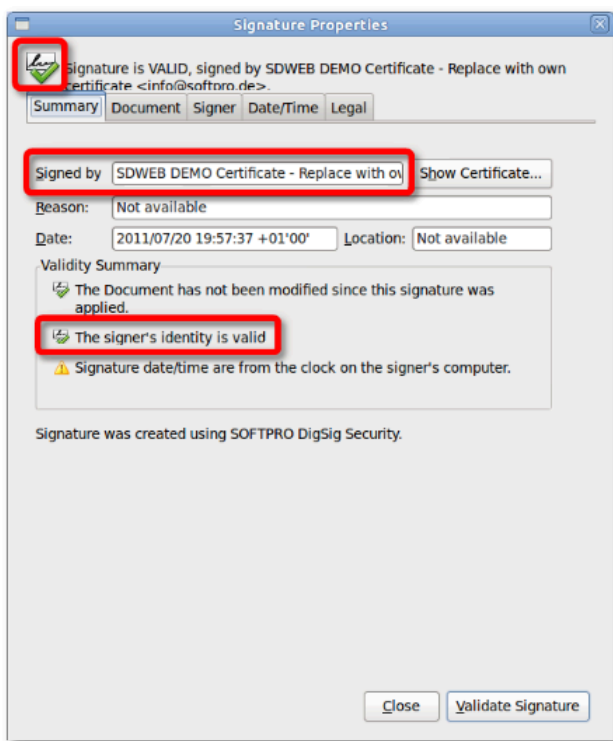 Signature Properties
Signature is VALID, signed by SDWEB DEMO Certificate - Replace with own
certificate <info@softpro.de>.
Summary Document Signer Date/Time Legal
Signed by SDWEB DEMO Certificate - Replace with Show Certificate...
Reason: Not available
Date: 2011/07/20 19:57:37 +01'00' Location: Not available
Validity Summary
The Document has not been modified since this signature was
applied.
The signer's identity is valid
Signature date/time are from the clock on the signer's computer.
Signature was created using SOFTPRO DigSig Security.
Close Validate Signature